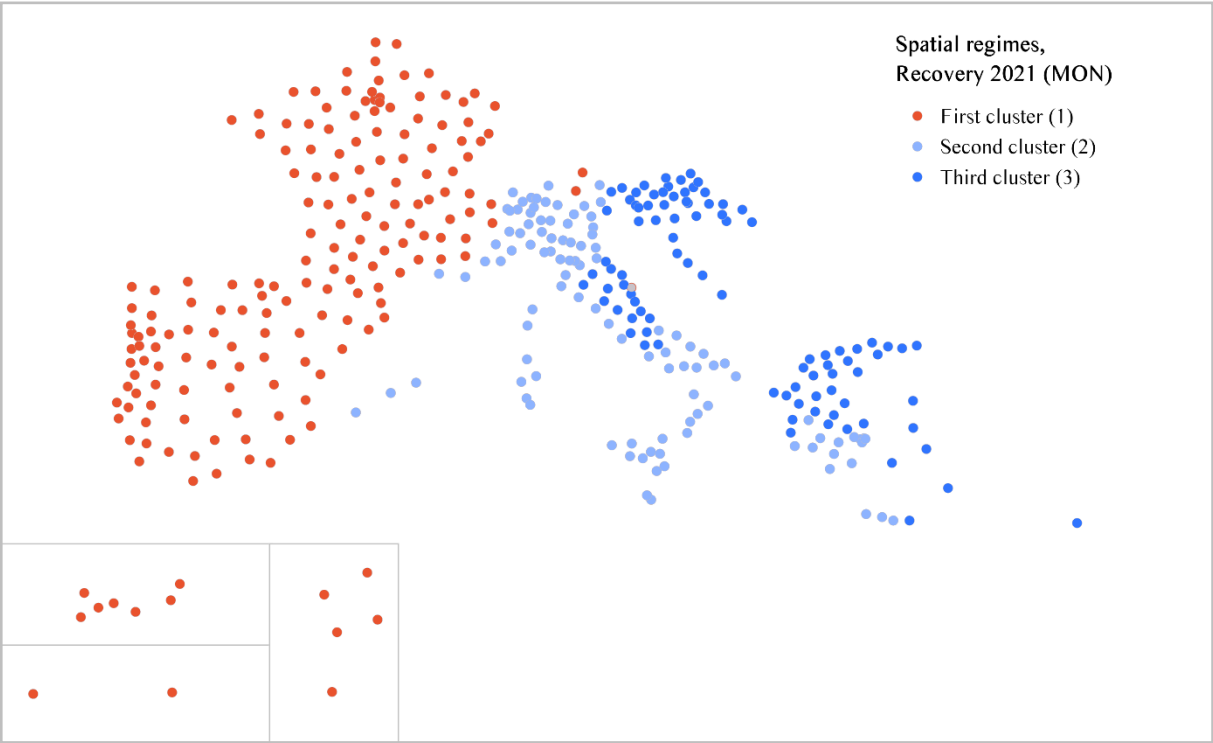 Spatial regimes,
Recovery 2021 (MON)
First cluster (1)
Second cluster (2)
Third cluster (3)